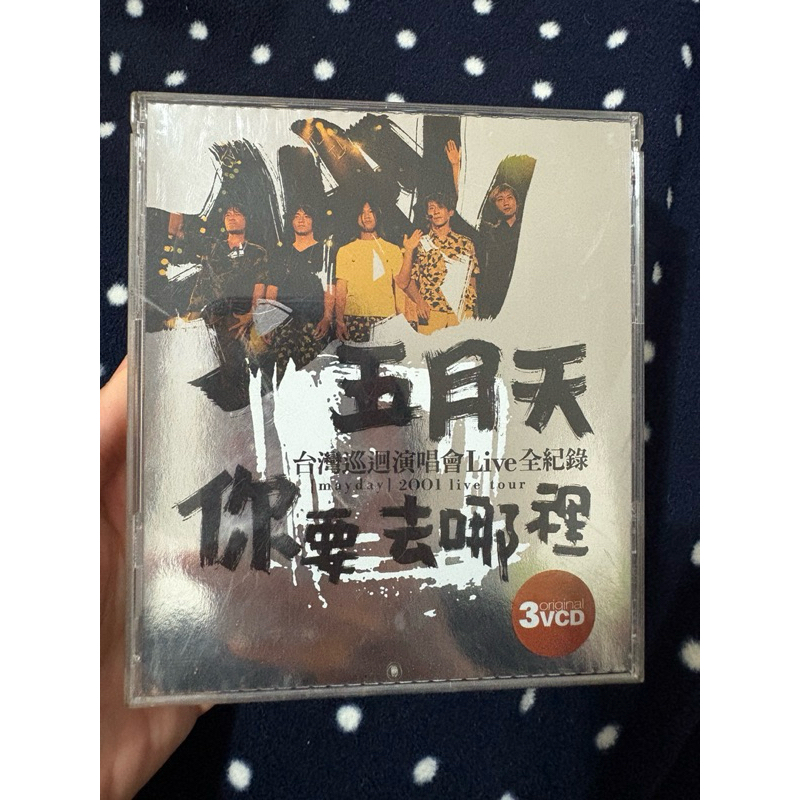 五月天
台灣巡迴演唱會Live全紀錄
mayday| 2001 live tour
你要去哪裡
original
3VCD